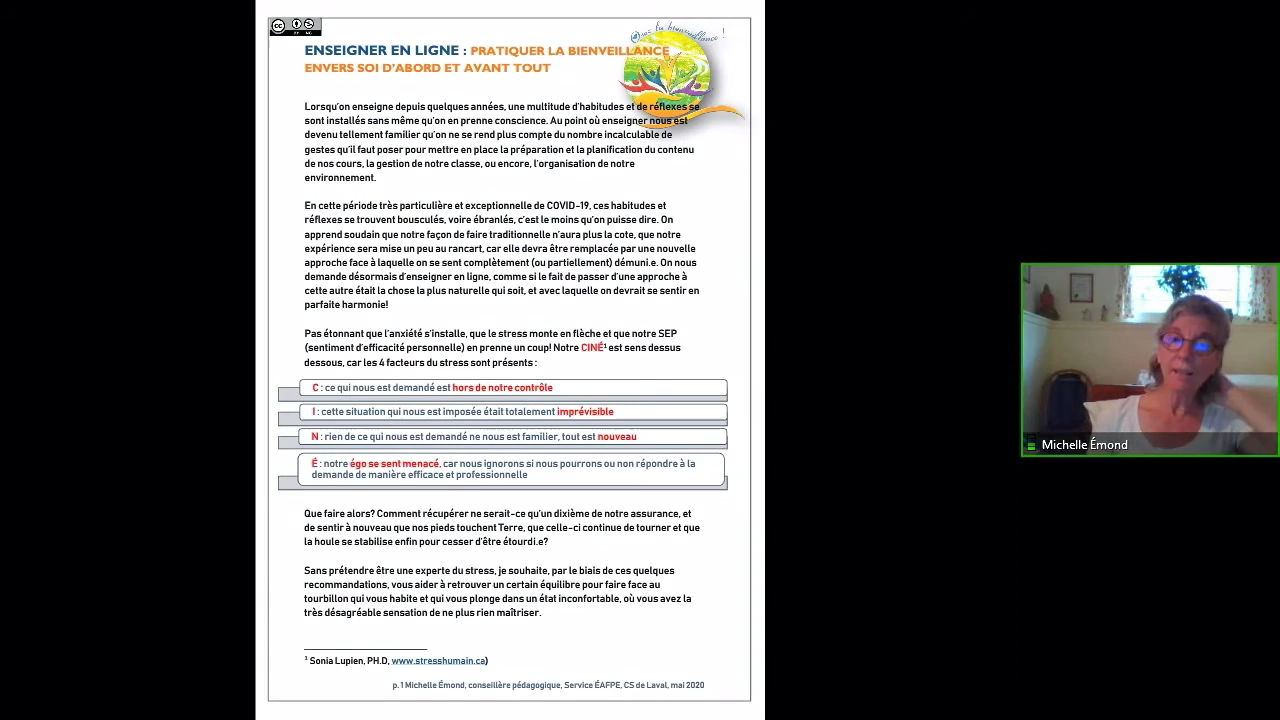 cc
BY NC
Avec la bienveillance !
ENSEIGNER EN LIGNE : PRATIQUER LA BIENVEILLANCE
ENVERS SOI D'ABORD ET AVANT TOUT
Lorsqu'on enseigne depuis quelques années, une multitude d'habitudes et de réflexes se
sont installés sans même qu'on en prenne conscience. Au point où enseigner nous est
devenu tellement familier qu'on ne se rend plus compte du nombre incalculable de
gestes qu'il faut poser pour mettre en place la préparation et la planification du contenu
de nos cours, la gestion de notre classe, ou encore, l'organisation de notre
environnement.
En cette période très particulière et exceptionnelle de COVID-19, ces habitudes et
réflexes se trouvent bousculés, voire ébranlés, c'est le moins qu'on puisse dire. On
apprend soudain que notre façon de faire traditionnelle n'aura plus la cote, que notre
expérience sera mise un peu au rancart, car elle devra être remplacée par une nouvelle
approche face à laquelle on se sent complètement (ou partiellement) démuni.e. On nous
demande désormais d'enseigner en ligne, comme si le fait de passer d'une approche à
cette autre était la chose la plus naturelle qui soit, et avec laquelle on devrait se sentir en
parfaite harmonie!
Pas étonnant que l'anxiété s'installe, que le stress monte en flèche et que notre SEP
(sentiment d'efficacité personnelle) en prenne un coup! Notre CINÉ¹ est sens dessus
dessous, car les 4 facteurs du stress sont présents :
C : ce qui nous est demandé est hors de notre contrôle
I : cette situation qui nous est imposée était totalement imprévisible
N : rien de ce qui nous est demandé ne nous est familier, tout est nouveau
É : notre égo se sent menacé, car nous ignorons si nous pourrons ou non répondre à la
demande de manière efficace et professionnelle
Que faire alors? Comment récupérer ne serait-ce qu'un dixième de notre assurance, et
de sentir à nouveau que nos pieds touchent Terre, que celle-ci continue de tourner et que
la houle se stabilise enfin pour cesser d'être étourdi.e?
Sans prétendre être une experte du stress, je souhaite, par le biais de ces quelques
recommandations, vous aider à retrouver un certain équilibre pour faire face au
tourbillon qui vous habite et qui vous plonge dans un état inconfortable, où vous avez la
très désagréable sensation de ne plus rien maîtriser.
¹ Sonia Lupien, PH.D, www.stresshumain.ca)
p. 1 Michelle Émond, conseillère pédagogique, Service ÉAFPE, CS de Laval, mai 2020
Michelle Émond